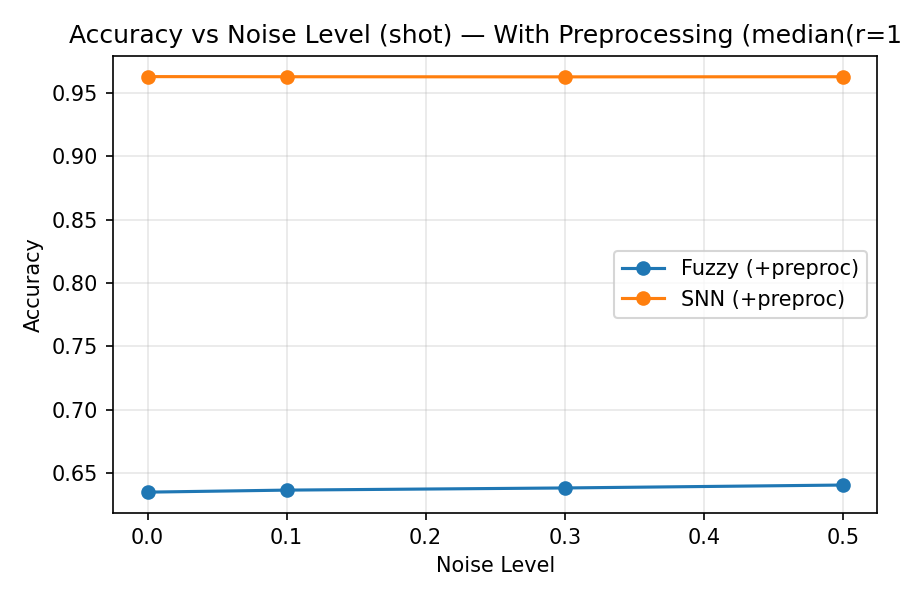 Accuracy vs Noise Level (shot) — With Preprocessing (median(r=1
0.95
0.90
0.85
0.80
0.75
0.70
0.65
Accuracy
Fuzzy (+preproc)
SNN (+preproc)
0.0 0.1 0.2 0.3 0.4 0.5
Noise Level